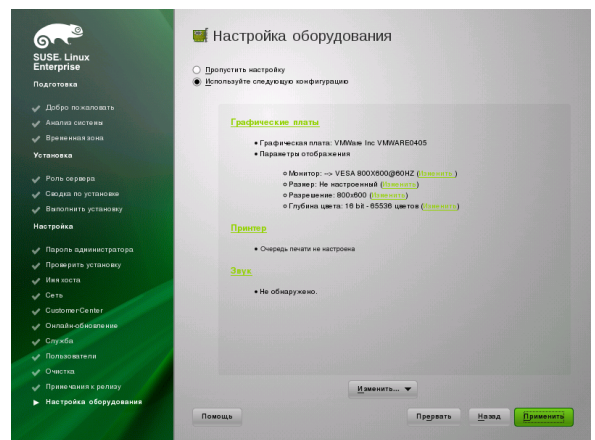 SUSE. Linux
Enterprise
Подготовка
Добро пожаловать
Анализ системы
Временная зона
Установка
Роль сервера
Сводка по установке
Выполнить установку
Настройка
Пароль администратора
Проверить установку
Имя хоста
Сеть
Customer Center
Онлайн-обновление
Служба
Пользователи
Очистка
Примечания к релизу
Настройка оборудования
Настройка оборудования
Пропустить настройку
Используйте следующую конфигурацию
Графические платы
• Графическая плата: VMWare Inc VMWARE0405
• Параметры отображения
Монитор: --> VESA 800X600@60HZ (Изменить )
Размер: Не настроенный (Изменить)
Разрешение: 800x600 (Изменить)
Глубина цвета: 16 bit - 65536 цветов (Изменить)
Принтер
• Очередь печати не настроена
Звук
• Не обнаружено.
Изменить...
Помощь
Прервать
Назад
Применить